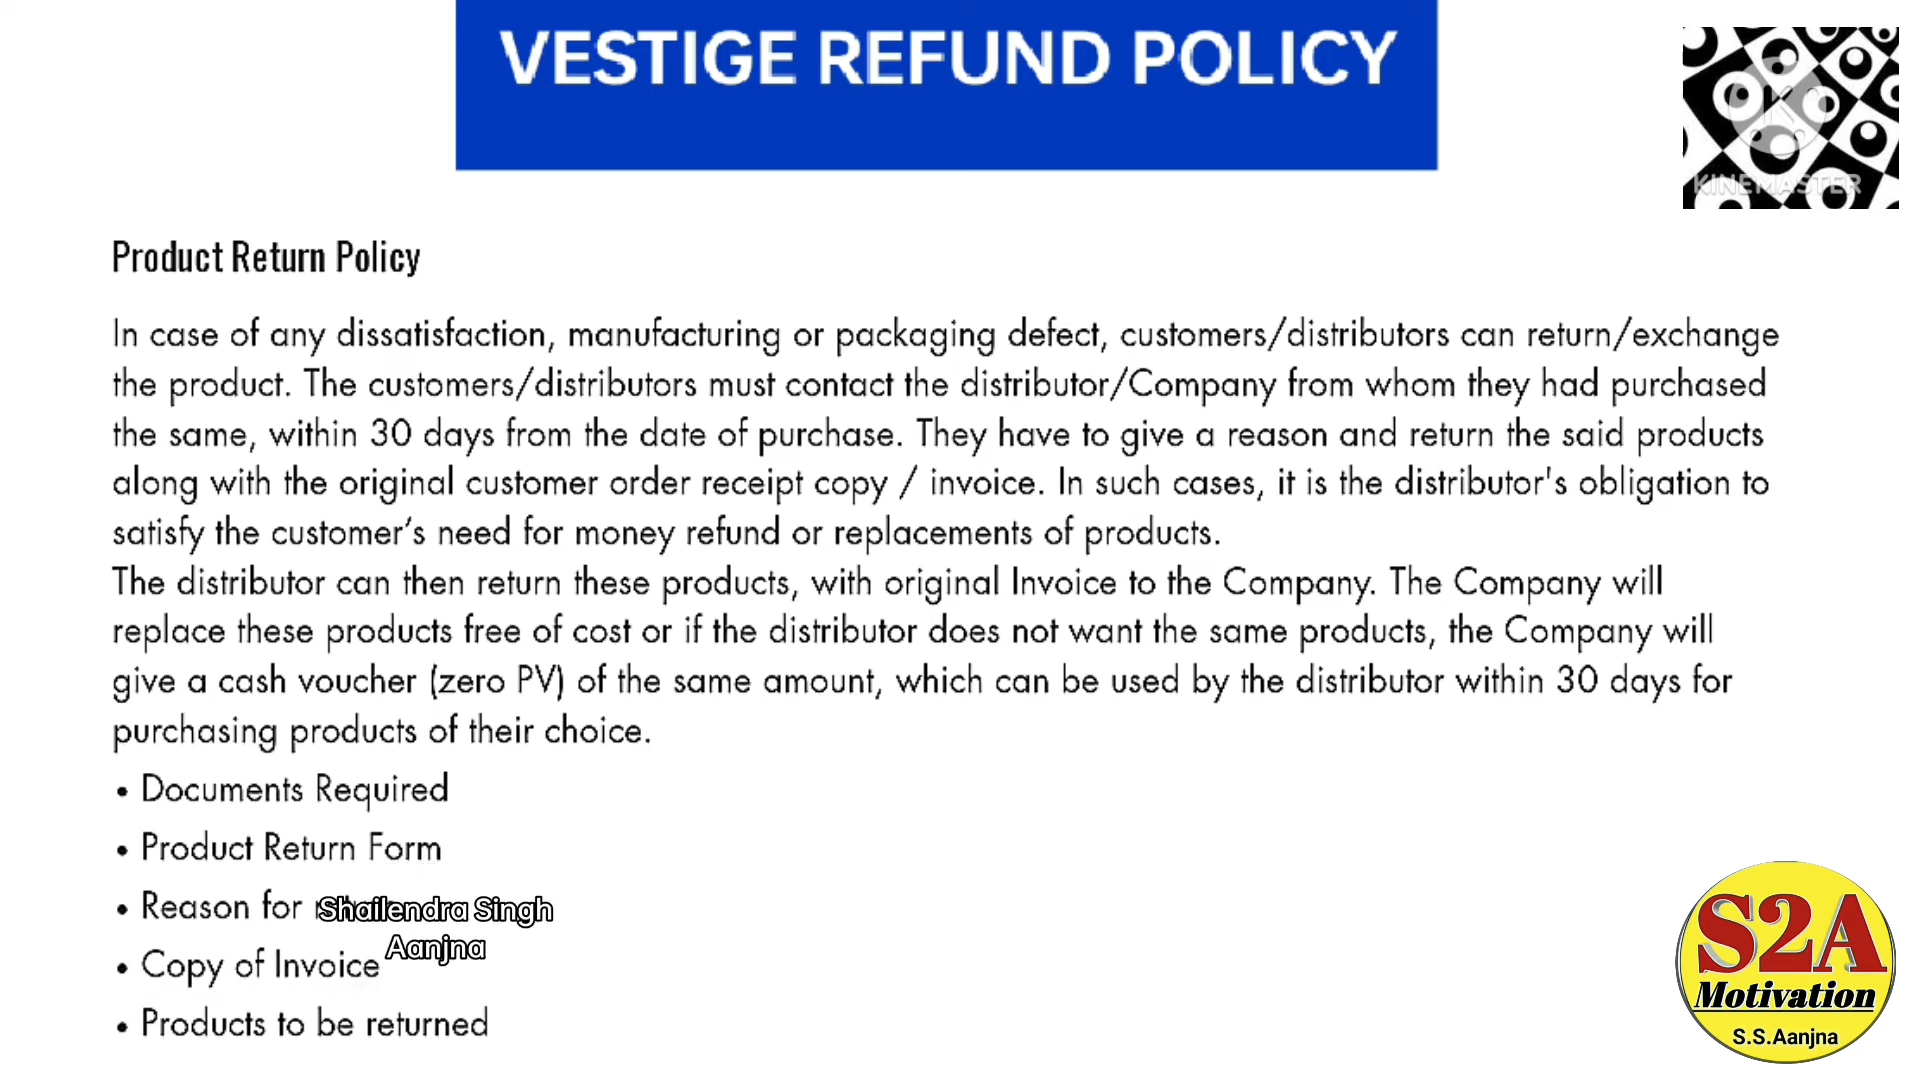 VESTIGE REFUND POLICY
KINEMASTER
Product Return Policy
In case of any dissatisfaction, manufacturing or packaging defect, customers/distributors can return/exchange
the product. The customers/distributors must contact the distributor/Company from whom they had purchased
the same, within 30 days from the date of purchase. They have to give a reason and return the said products
along with the original customer order receipt copy / invoice. In such cases, it is the distributor's obligation to
satisfy the customer’s need for money refund or replacements of products.
The distributor can then return these products, with original Invoice to the Company. The Company will
replace these products free of cost or if the distributor does not want the same products, the Company will
give a cash voucher (zero PV) of the same amount, which can be used by the distributor within 30 days for
purchasing products of their choice.
• Documents Required
• Product Return Form
• Reason for
Shailendra Singh
Aanjna
• Copy of Invoice
• Products to be returned
S2A
Motivation
S.S.Aanjna